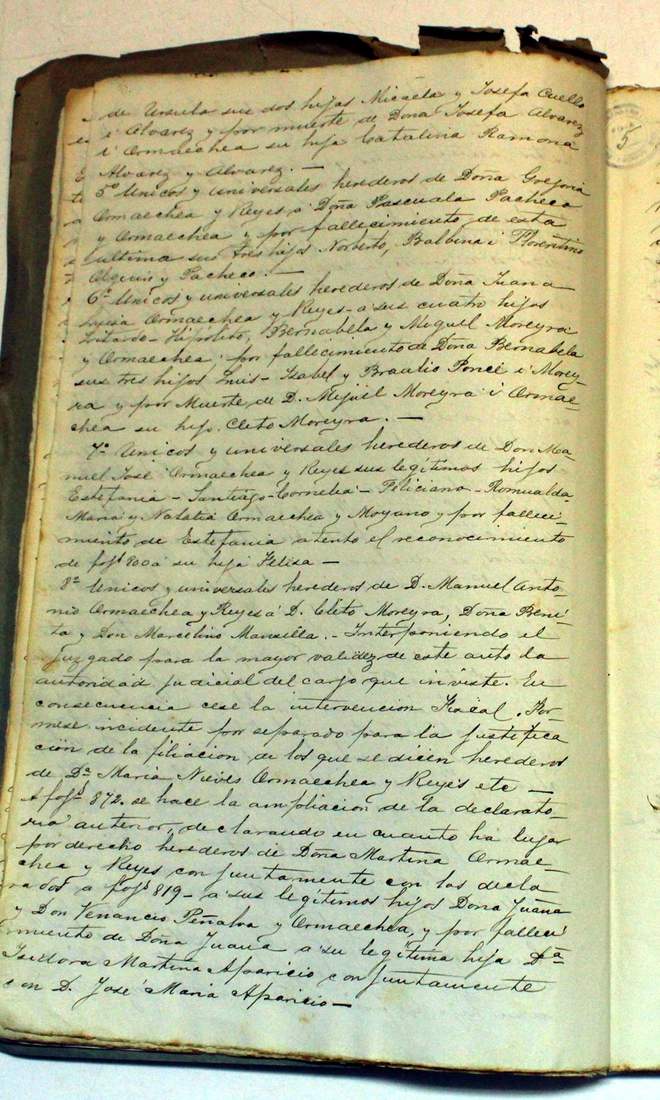 de Ursula sus dos hijas Micaela y Josefa Cuello
i Alvarez y por muerte de Doña Josefa Alvarez
i Ormaechea su hija Catalina Ramona
Alvarez y Alvarez. —
5º Unicos y universales herederos de Doña Gregoria
Ormaechea y Reyes á Doña Pascuala Pacheco
y Ormaechea y por fallecimiento de esta
ultima sus tres hijos Norberto, Balbina i Florentino
Olguin y Pacheco. —
6º Unicos y universales herederos de Doña Juana
Ormaechea y Reyes - a sus cuatro hijos
Hipolito, Bernabela y Miguel Moreyra
y Ormaechea. por fallecimiento de Doña Bernabela
sus tres hijos Luis - Isabel y Braulio Ponce i Morey-
ra y por Muerte de D. Miguel Moreyra i Ormae-
chea su hijo Cleto Moreyra. —
7º Unicos y universales herederos de Don Ma-
nuel José Ormaechea y Reyes sus legítimos hijos
Estefania - Santiago - Cornelia - Feliciano - Romualda
Maria y Natalia Ormaechea y Moyano y por falleci-
miento de Estefania atento el reconocimiento
de fojs 800 á su hija Felisa —
8º Unicos y universales herederos de D. Manuel Anto-
nio Ormaechea y Reyes á D. Cleto Moreyra, Doña Beni-
ta y Don Marcelino Mansilla. - Interponiendo el
juzgado para la mayor validez de este auto la
autoridad judicial del cargo que inviste. En
consecuencia cese la intervencion Fiscal. For-
mese incidente por separado para la justifica
cion de la filiacion de los que se dicen herederos
de Dª Maria Nieves Ormaechea y Reyes etc —
A fojs 872. se hace la ampliacion de la declarato-
ria anterior, declarando en cuanto ha lugar
por derecho herederos de Doña Martina Ormae-
chea y Reyes conjuntamente con los decla
rados a fojs 819 - a sus legítimos hijos Doña Juana
y Don Venancio Peñalva y Ormaechea, y por falleci
miento de Doña Juana a su legítima hija Dª
Isidora Martina Aparicio conjuntamente
con D. José Maria Aparicio —
5